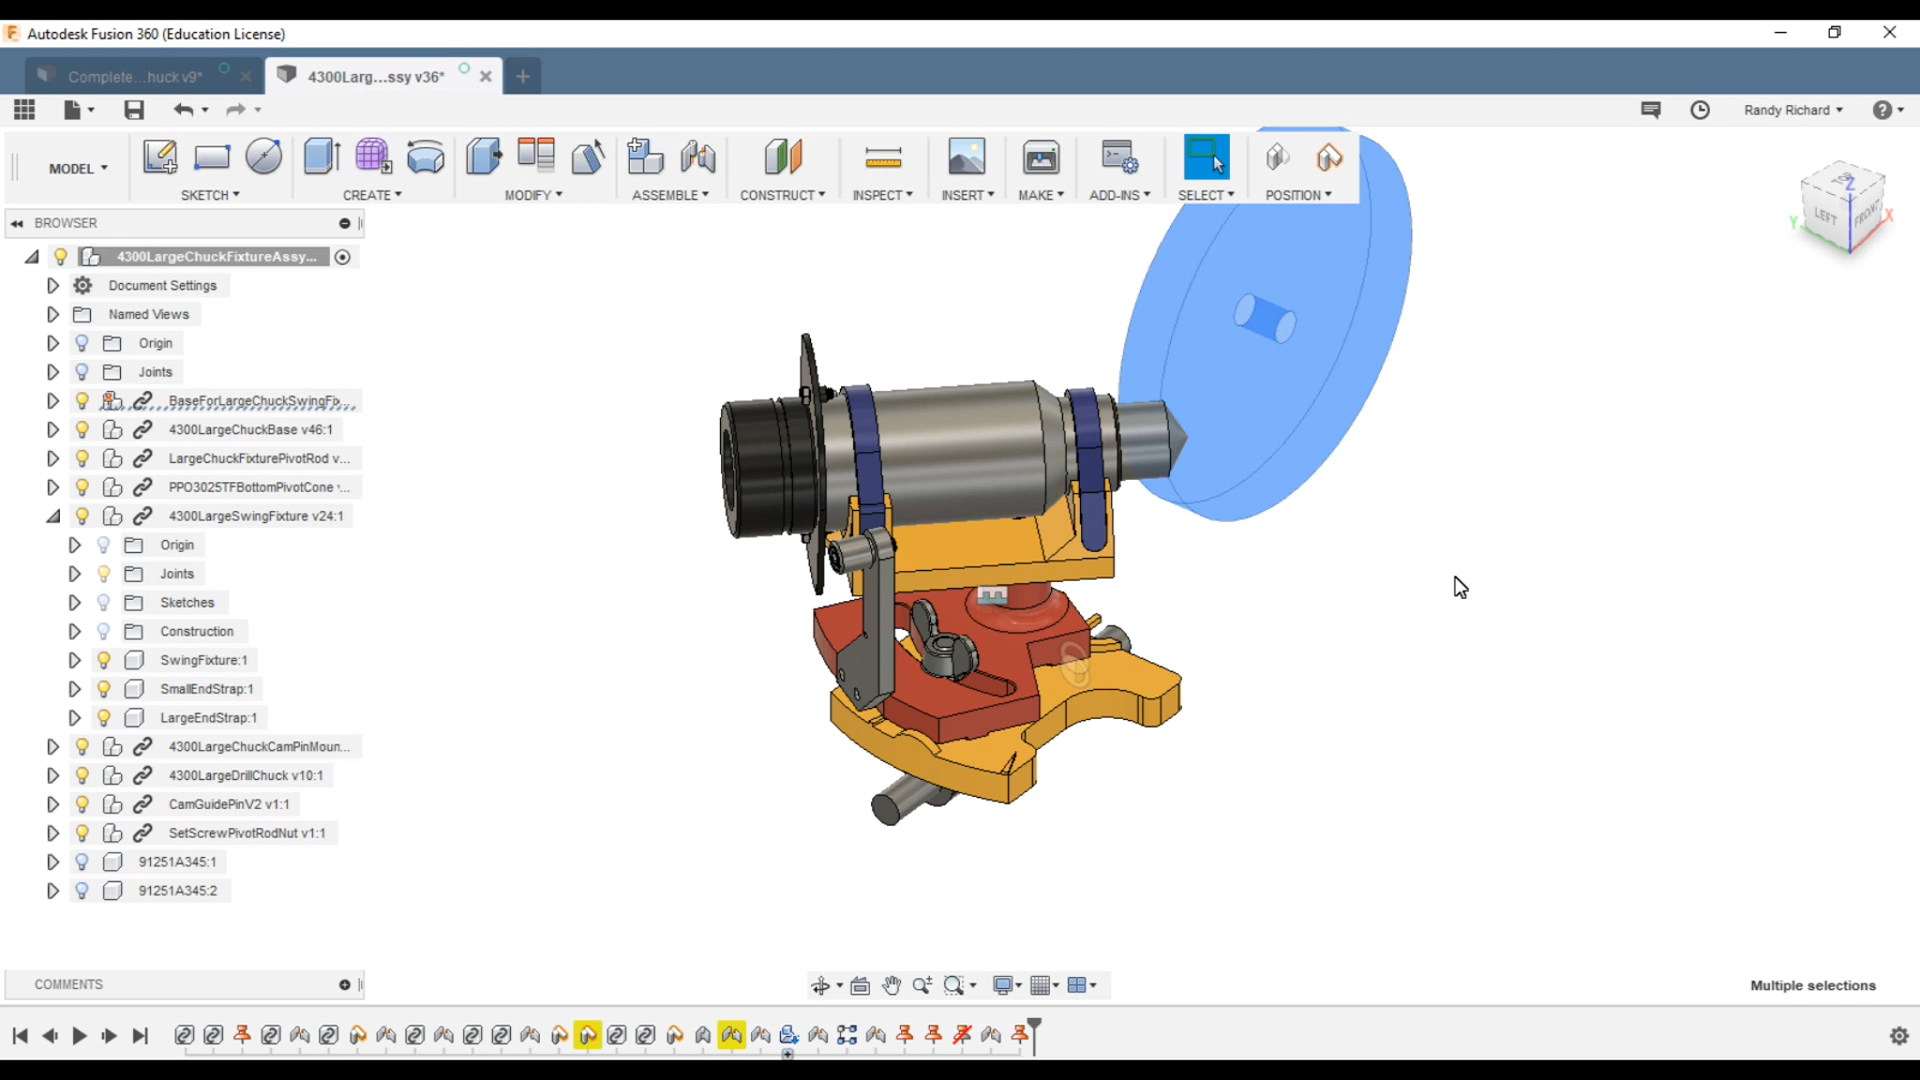 Autodesk Fusion 360 (Education License)
Complete...huck v9*
4300Larg...ssy v36*
Randy Richard
MODEL
SKETCH
CREATE
MODIFY
ASSEMBLE
CONSTRUCT
INSPECT
INSERT
MAKE
ADD-INS
SELECT
POSITION
Z
LEFT
FRONT
Y
X
BROWSER
4300LargeChuckFixtureAssy...
Document Settings
Named Views
Origin
Joints
BaseForLargeChuckSwingFix...
4300LargeChuckBase v46:1
LargeChuckFixturePivotRod v...
PPO3025TFBottomPivotCone v...
4300LargeSwingFixture v24:1
Origin
Joints
Sketches
Construction
SwingFixture:1
SmallEndStrap:1
LargeEndStrap:1
4300LargeChuckCamPinMoun...
4300LargeDrillChuck v10:1
CamGuidePinV2 v1:1
SetScrewPivotRodNut v1:1
91251A345:1
91251A345:2
COMMENTS
Multiple selections